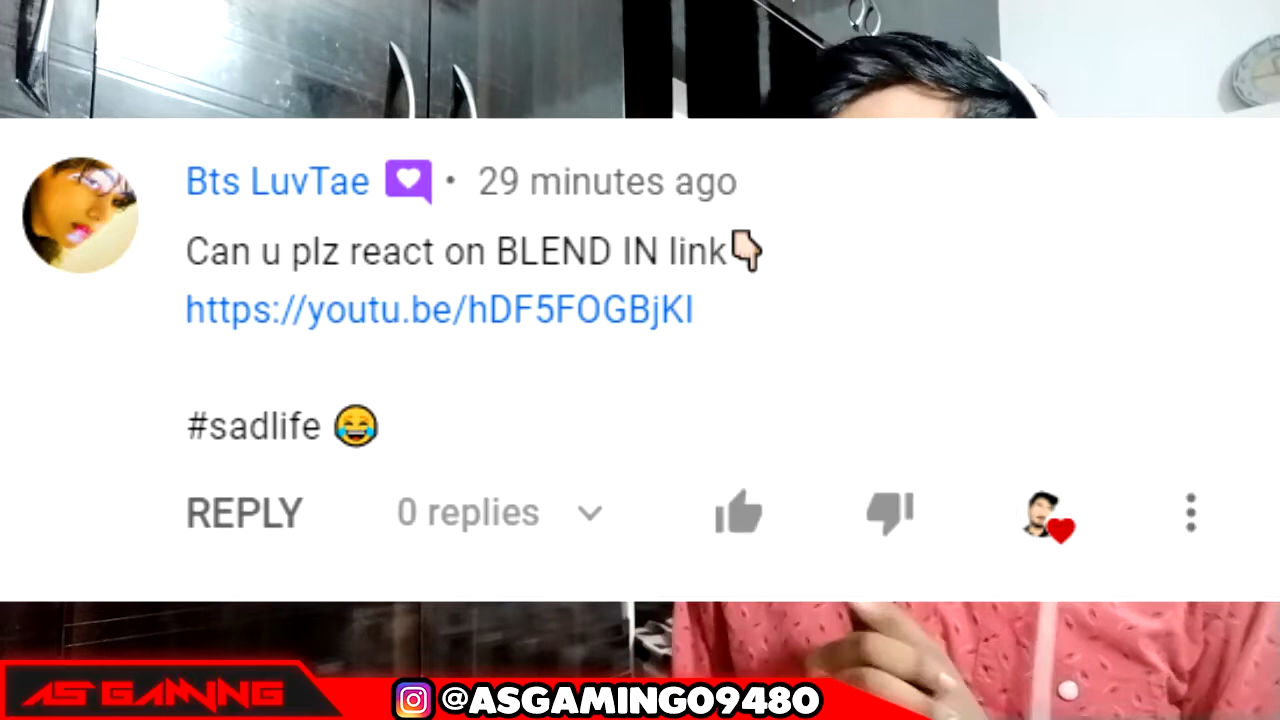 Bts LuvTae • 29 minutes ago
Can u plz react on BLEND IN link👇🏻
https://youtu.be/hDF5FOGBjKI
#sadlife 😂
REPLY 0 replies
AS GAMING @ASGAMING09480